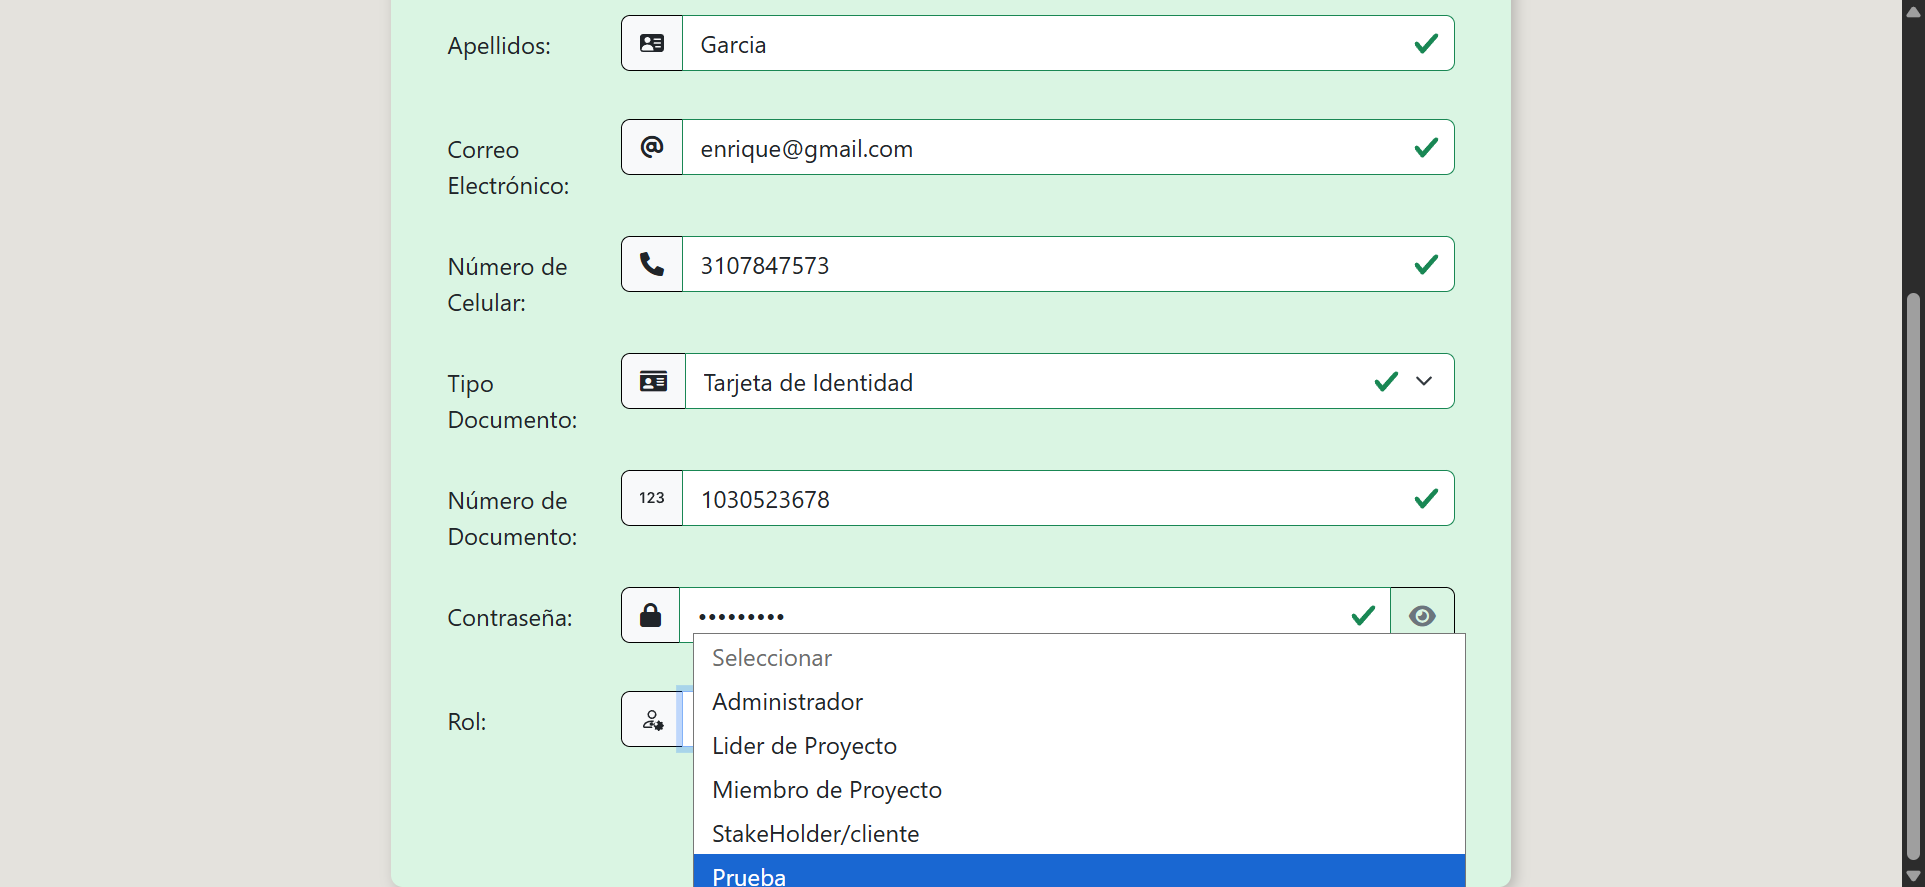 Apellidos:
Garcia
Correo
Electrónico:
@
enrique@gmail.com
Número de
Celular:
3107847573
Tipo
Documento:
Tarjeta de Identidad
Número de
Documento:
123
1030523678
Contraseña:
•••••••••
Rol:
Seleccionar
Administrador
Lider de Proyecto
Miembro de Proyecto
StakeHolder/cliente
Prueba